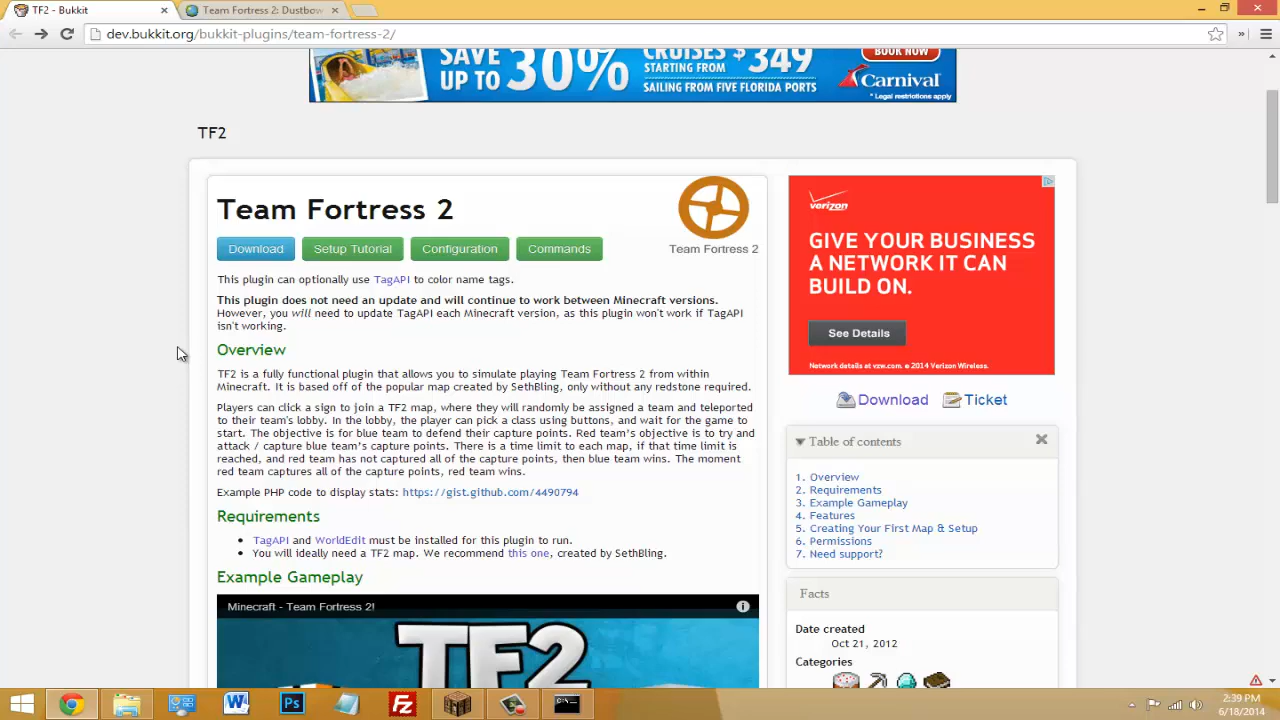 TF2 - Bukkit
Team Fortress 2: Dustbow
dev.bukkit.org/bukkit-plugins/team-fortress-2/
SAVE
UP TO 30%
CRUISES $349
STARTING FROM
SAILING FROM FIVE FLORIDA PORTS
BOOK NOW
Carnival
* Legal restrictions apply
TF2
Team Fortress 2
Team Fortress 2
Download
Setup Tutorial
Configuration
Commands
This plugin can optionally use TagAPI to color name tags.
This plugin does not need an update and will continue to work between Minecraft versions.
However, you will need to update TagAPI each Minecraft version, as this plugin won't work if TagAPI
isn't working.
Overview
TF2 is a fully functional plugin that allows you to simulate playing Team Fortress 2 from within
Minecraft. It is based off of the popular map created by SethBling, only without any redstone required.
Players can click a sign to join a TF2 map, where they will randomly be assigned a team and teleported
to their team's lobby. In the lobby, the player can pick a class using buttons, and wait for the game to
start. The objective is for blue team to defend their capture points. Red team's objective is to try and
attack / capture blue team's capture points. There is a time limit to each map, if that time limit is
reached, and red team has not captured all of the capture points, then blue team wins. The moment
red team captures all of the capture points, red team wins.
Example PHP code to display stats: https://gist.github.com/4490794
Requirements
• TagAPI and WorldEdit must be installed for this plugin to run.
• You will ideally need a TF2 map. We recommend this one, created by SethBling.
Example Gameplay
Minecraft - Team Fortress 2!
TF2
verizon
GIVE YOUR BUSINESS
A NETWORK IT CAN
BUILD ON.
See Details
Network details at vzw.com. © 2014 Verizon Wireless.
Download
Ticket
Table of contents
1. Overview
2. Requirements
3. Example Gameplay
4. Features
5. Creating Your First Map & Setup
6. Permissions
7. Need support?
Facts
Date created
Oct 21, 2012
Categories
2:39 PM
6/18/2014